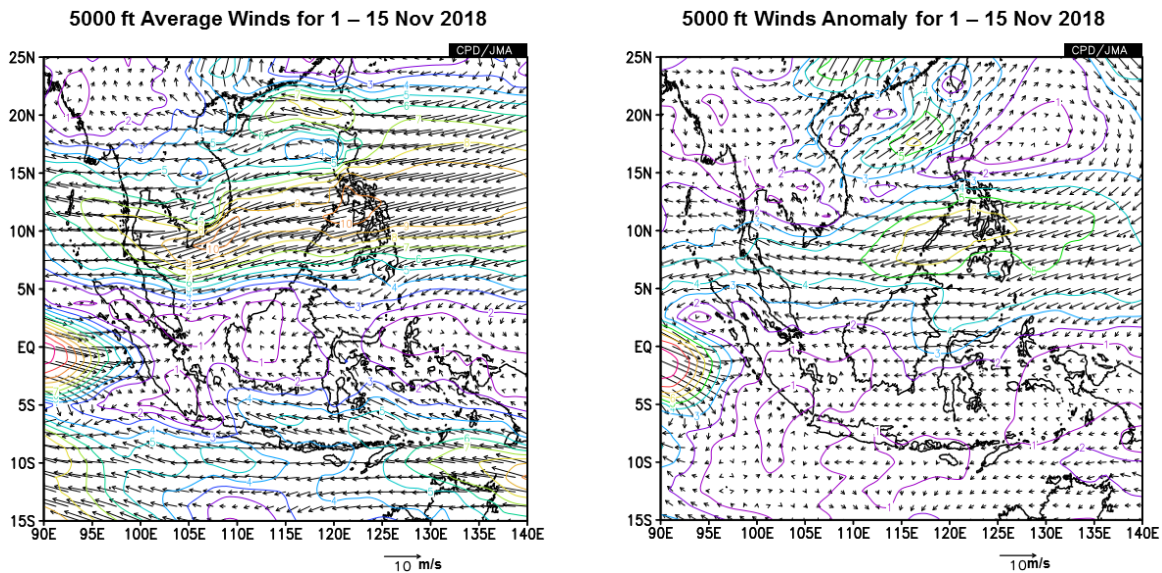 5000 ft Average Winds for 1 – 15 Nov 2018
CPD/JMA
25N
20N
15N
10N
5N
EQ
5S
10S
15S
90E 95E 100E 105E 110E 115E 120E 125E 130E 135E 140E
10 m/s
5000 ft Winds Anomaly for 1 – 15 Nov 2018
CPD/JMA
25N
20N
15N
10N
5N
EQ
5S
10S
15S
90E 95E 100E 105E 110E 115E 120E 125E 130E 135E 140E
10 m/s